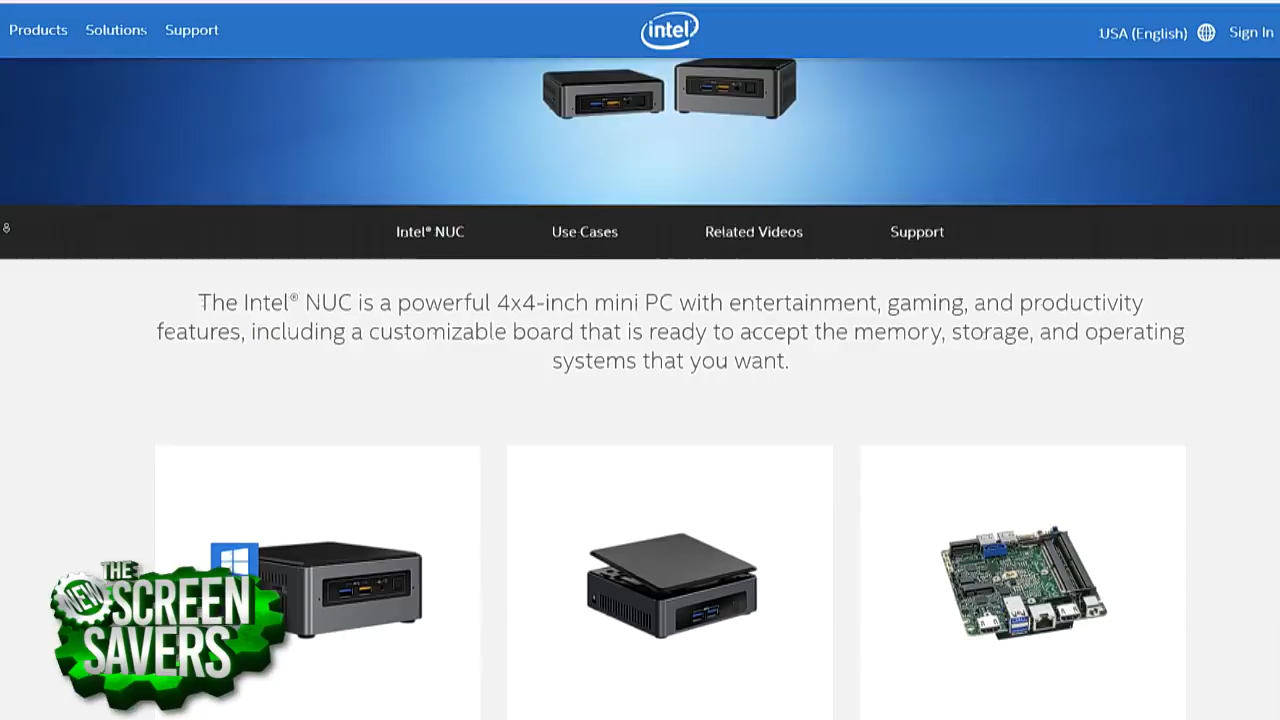 Products Solutions Support
intel
USA (English) Sign In
8
Intel® NUC Use Cases Related Videos Support
The Intel® NUC is a powerful 4x4-inch mini PC with entertainment, gaming, and productivity
features, including a customizable board that is ready to accept the memory, storage, and operating
systems that you want.
THE
NEW
SCREEN
SAVERS